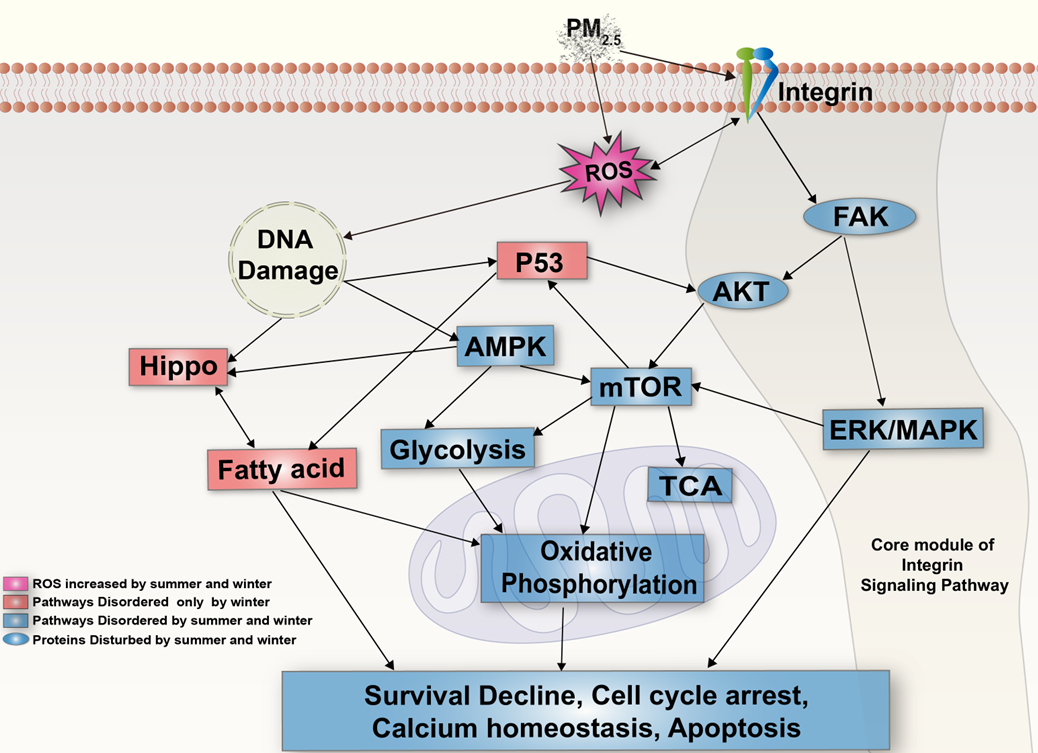 PM2.5
Integrin
ROS
FAK
DNA
Damage
P53
AKT
AMPK
Hippo
mTOR
ERK/MAPK
Glycolysis
Fatty acid
TCA
Oxidative
Phosphorylation
Core module of
Integrin
Signaling Pathway
ROS increased by summer and winter
Pathways Disordered only by winter
Pathways Disordered by summer and winter
Proteins Disturbed by summer and winter
Survival Decline, Cell cycle arrest,
Calcium homeostasis, Apoptosis